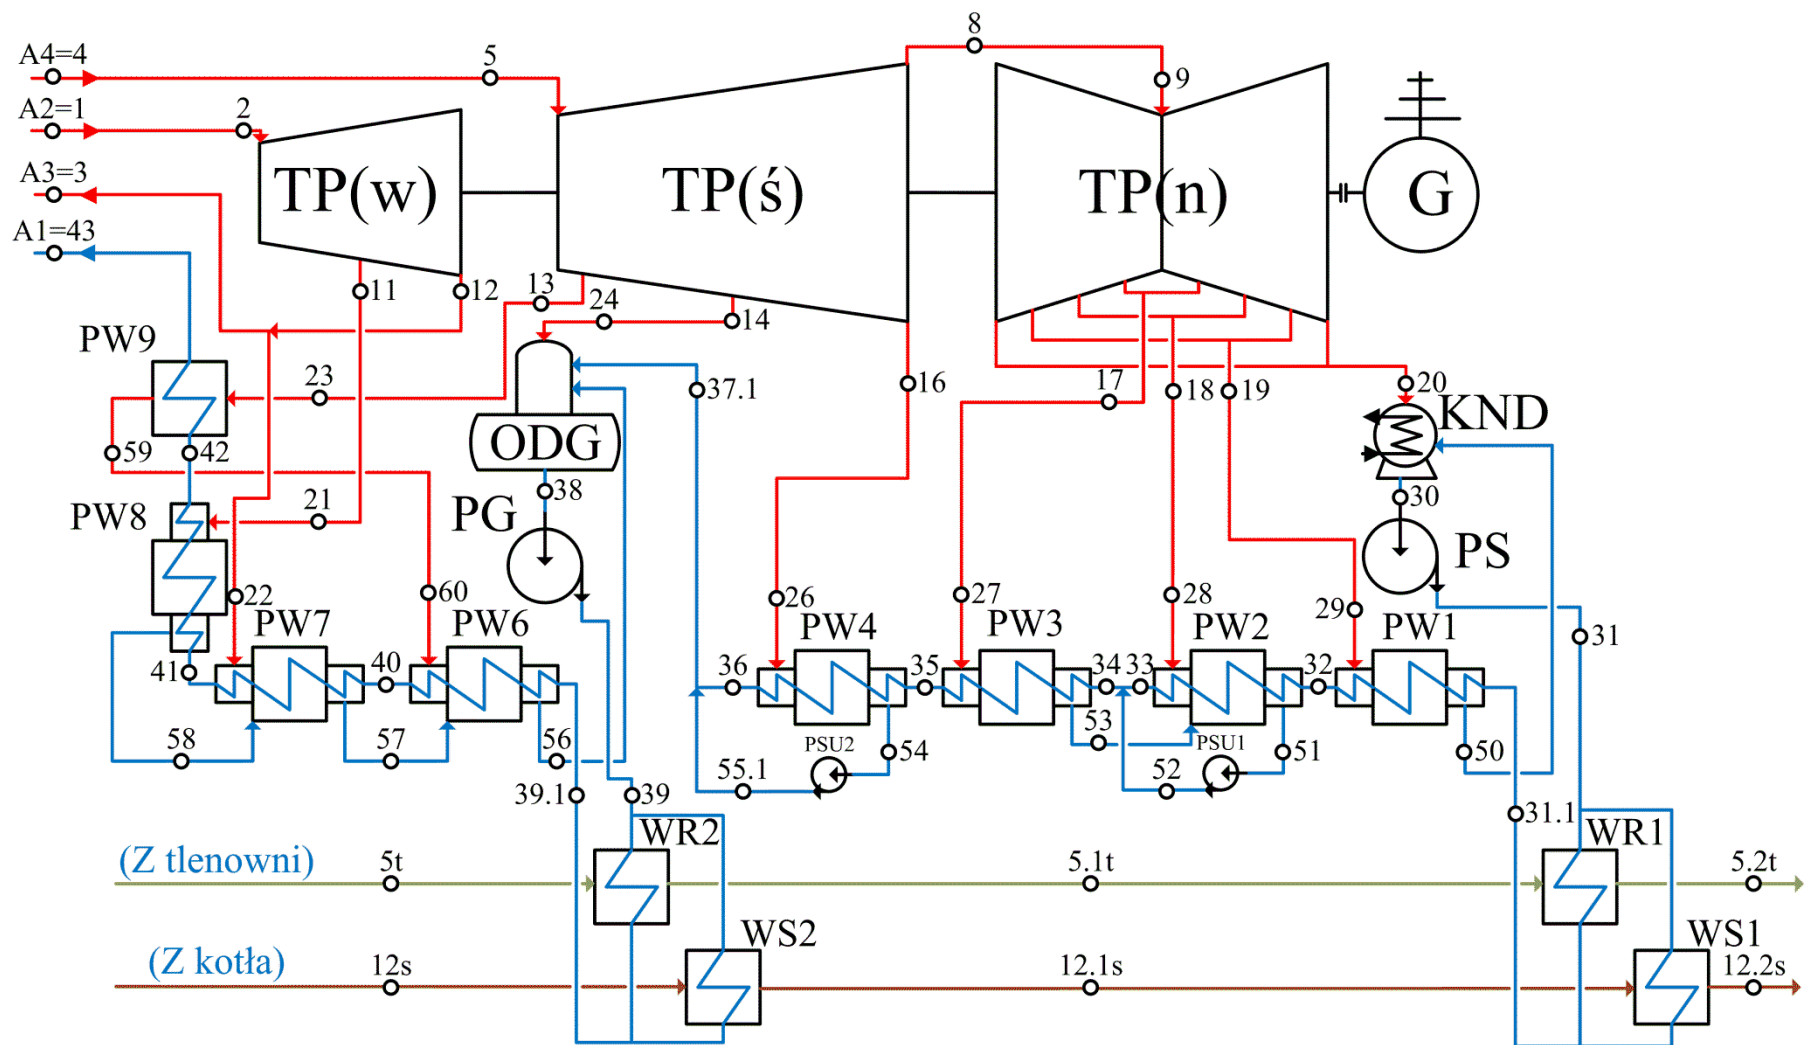 A4=4
5
8
A2=1
2
9
A3=3
TP(w)
TP(ś)
TP(n)
G
A1=43
11
12
13
24
14
PW9
23
37.1
16
17
18
19
20
KND
ODG
59
42
38
30
PW8
21
PG
PS
22
60
26
27
28
29
PW7
PW6
PW4
PW3
PW2
PW1
31
41
40
36
35
34
33
32
58
57
56
PSU2
54
53
PSU1
51
50
55.1
52
39.1
39
31.1
WR2
WR1
(Z tlenowni)
5t
5.1t
5.2t
WS2
WS1
(Z kotła)
12s
12.1s
12.2s